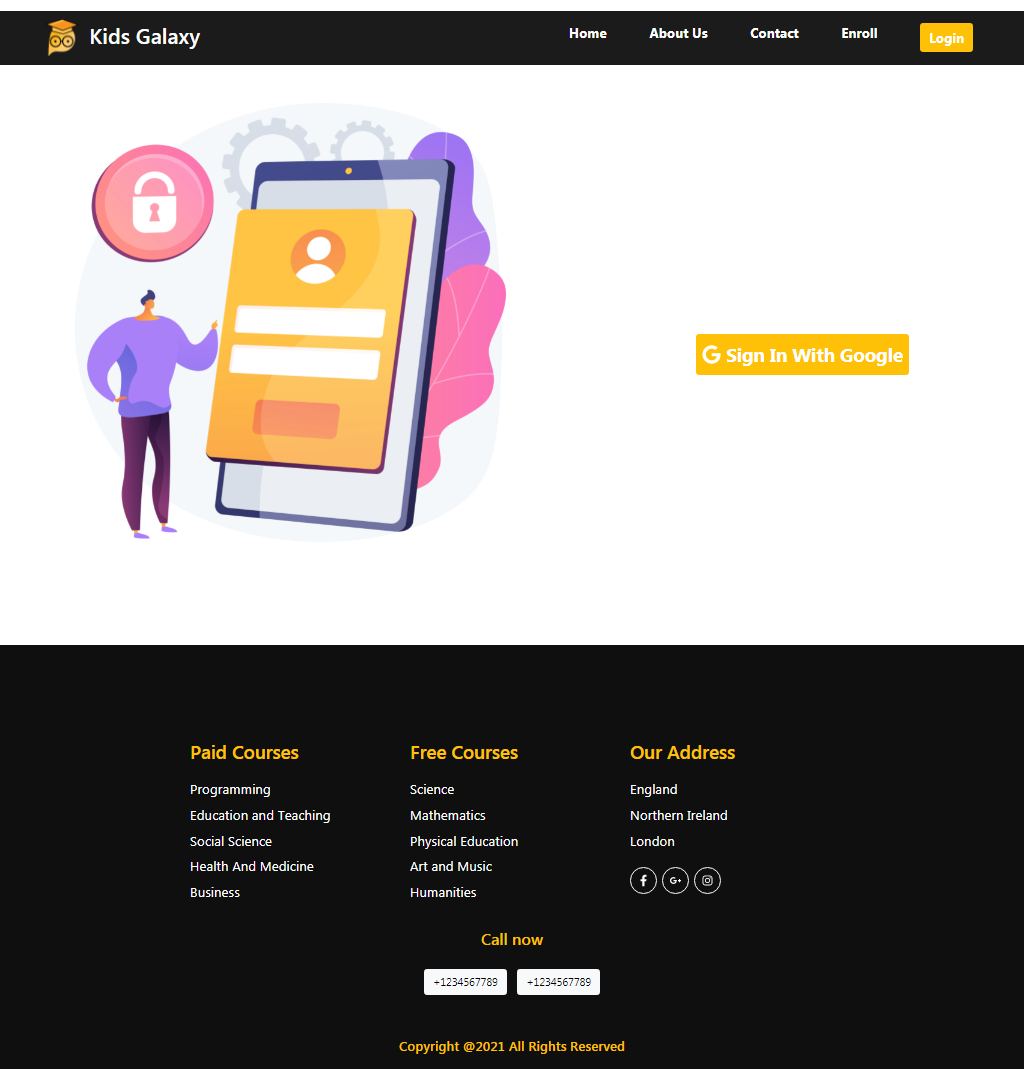 Kids Galaxy
Home About Us Contact Enroll Login
Sign In With Google
Paid Courses Free Courses Our Address
Programming Science England
Education and Teaching Mathematics Northern Ireland
Social Science Physical Education London
Health And Medicine Art and Music
Business Humanities
Call now
+1234567789 +1234567789
Copyright @2021 All Rights Reserved